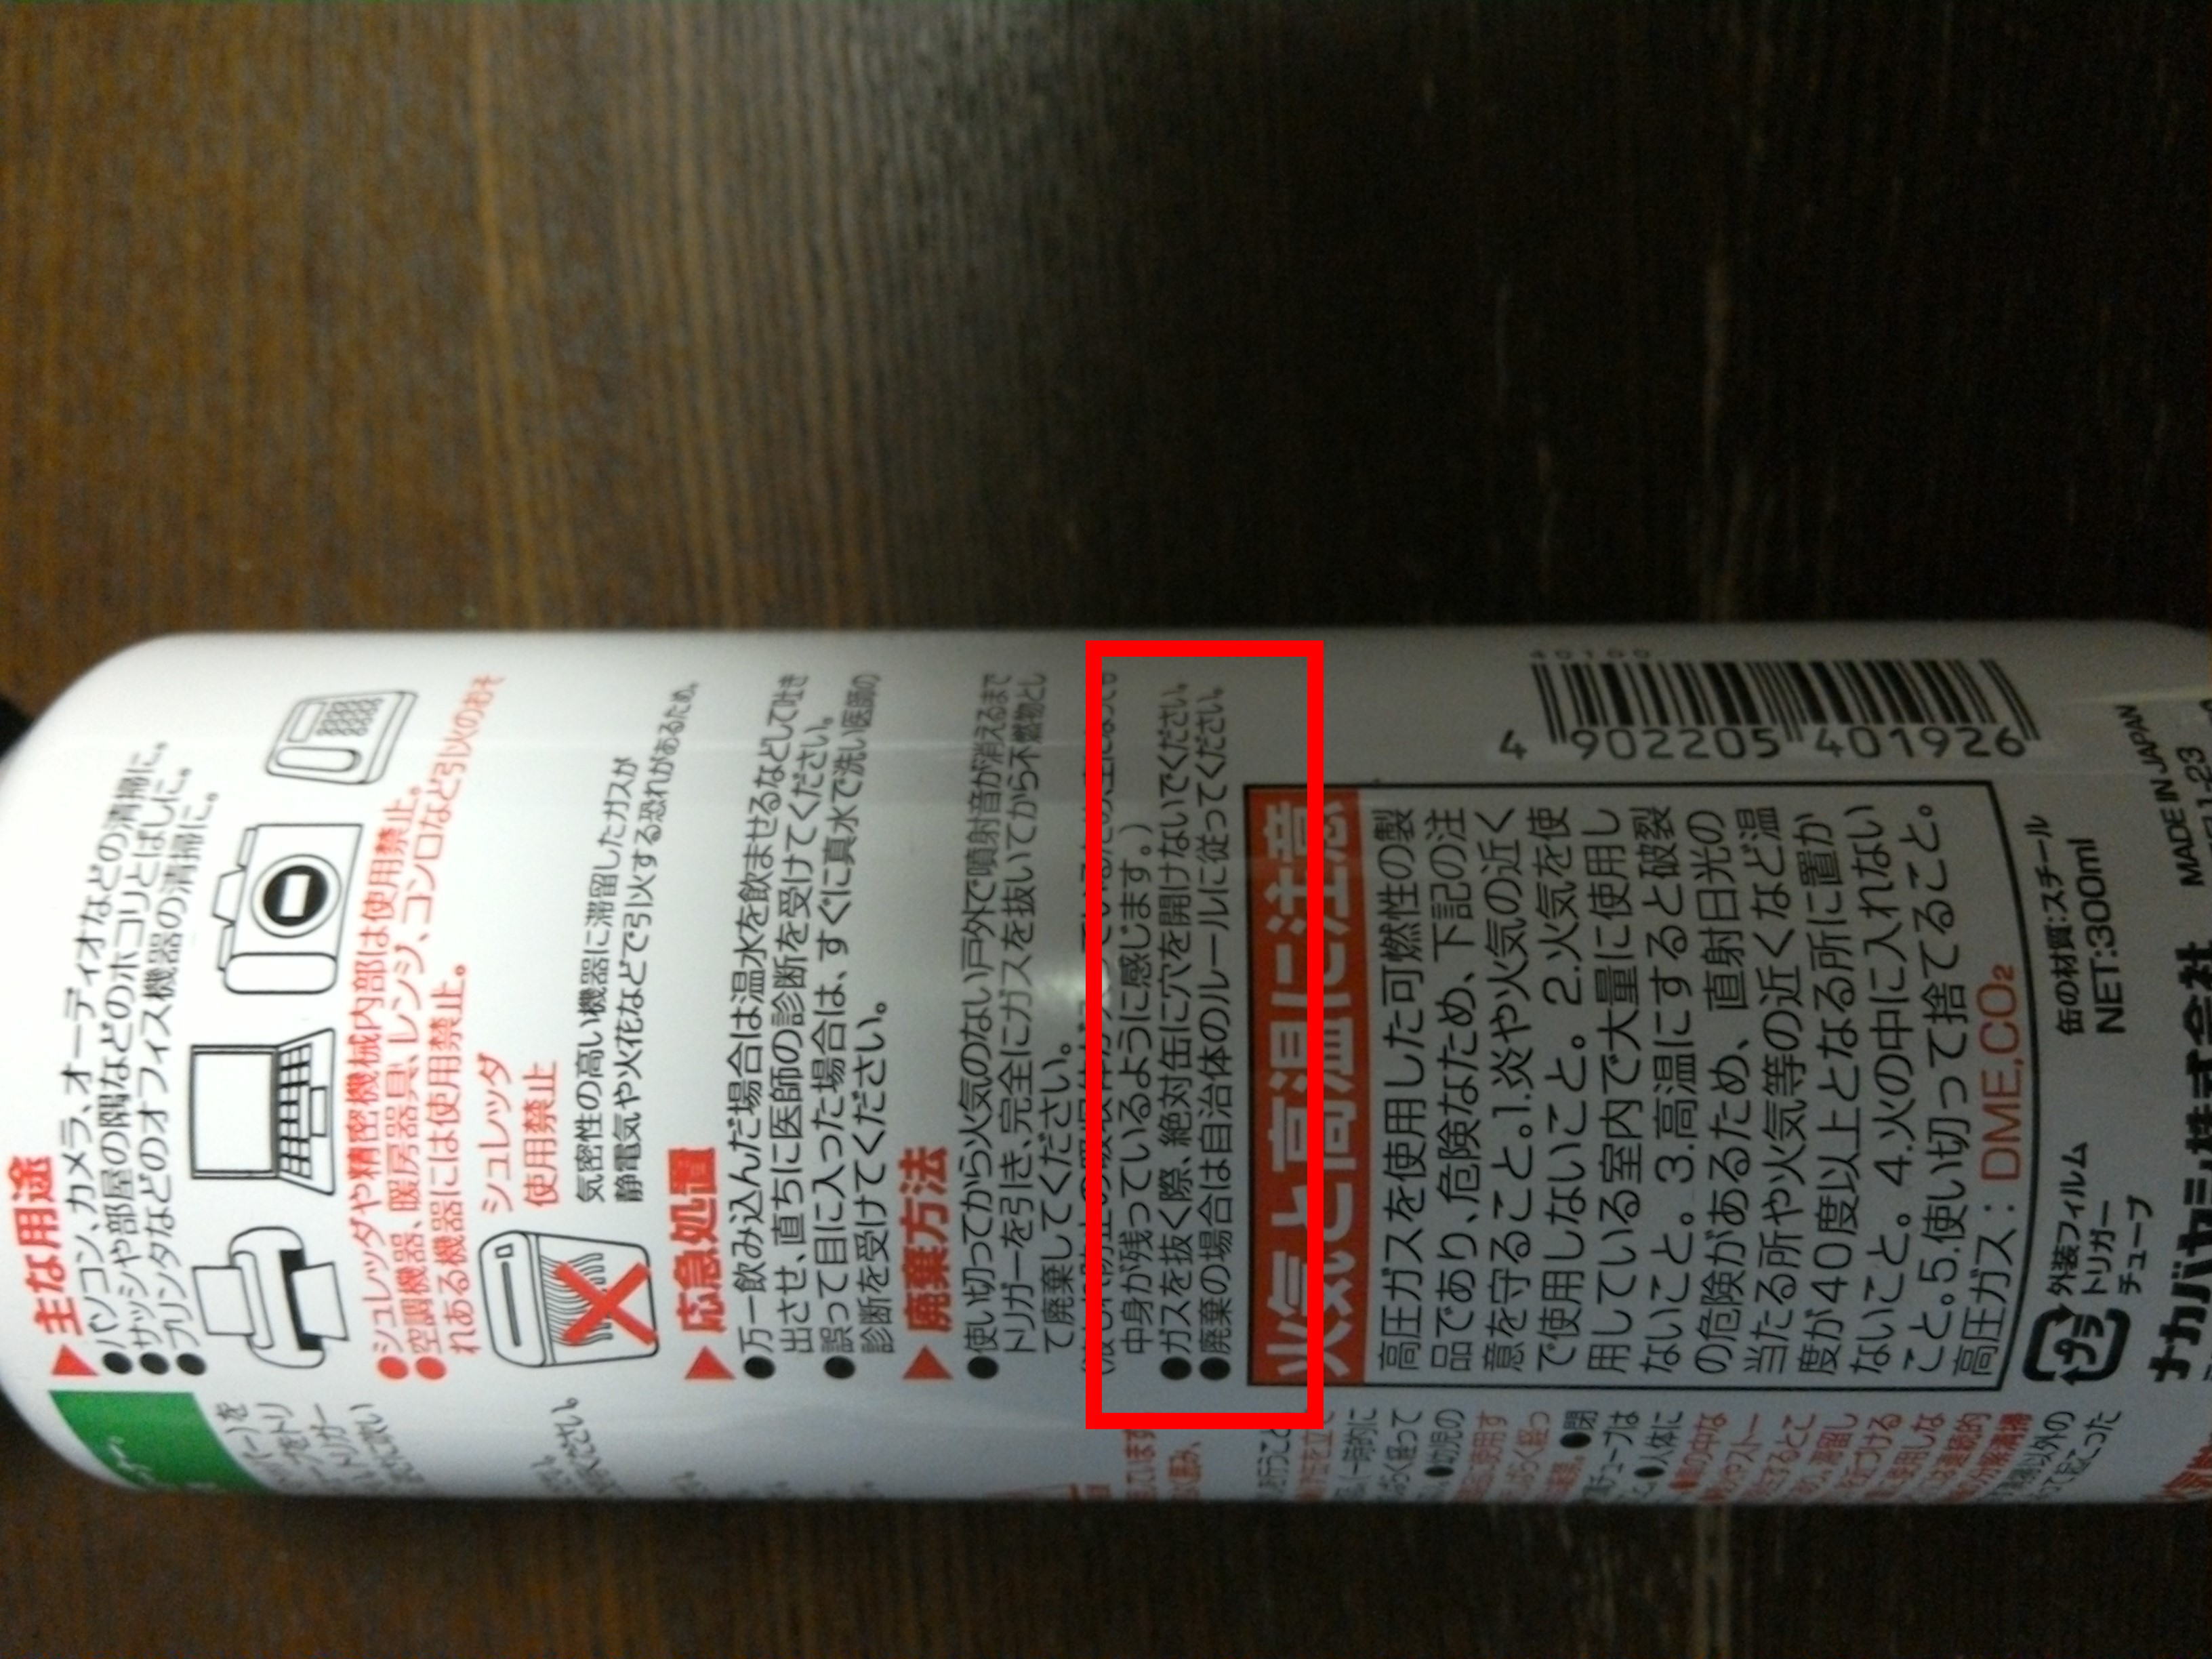 主な用途
●パソコン、カメラ、オーディオなどの清掃に。
●サッシや部屋の隅などのホコリとばしに。
●プリンタなどのオフィス機器の清掃に。
●シュレッダや精密機械内部は使用禁止。
●空調機器、暖房器具、レンジ、コンロなど引火のおそ
れある機器には使用禁止。
シュレッダ
使用禁止
気密性の高い機器に滞留したガスが
静電気や火花などで引火する恐れがあるため。
応急処置
●万一飲み込んだ場合は温水を飲ませるなどして吐き
出させ、直ちに医師の診断を受けてください。
●誤って目に入った場合は、すぐに真水で洗い医師の
診断を受けてください。
廃棄方法
●使い切ってから火気のない戸外で噴射音が消えるまで
トリガーを引き、完全にガスを抜いてから不燃物とし
て廃棄してください。
中身が残っているように感じます。)
●ガスを抜く際、絶対缶に穴を開けないでください。
●廃棄の場合は自治体のルールに従ってください。
火気と高温に注意
高圧ガスを使用した可燃性の製
品であり、危険なため、下記の注
意を守ること。1.炎や火気の近く
で使用しないこと。2.火気を使
用している室内で大量に使用し
ないこと。3.高温にすると破裂
の危険があるため、直射日光の
当たる所や火気等の近くなど温
度が40度以上となる所に置か
ないこと。4.火の中に入れない
こと。5.使い切って捨てること。
高圧ガス:DME,CO₂
4 902205 401926
プラ
外装フィルム
トリガー
チューブ
缶の材質:スチール
NET:300ml
MADE IN JAPAN
ナカバヤシ株式会社